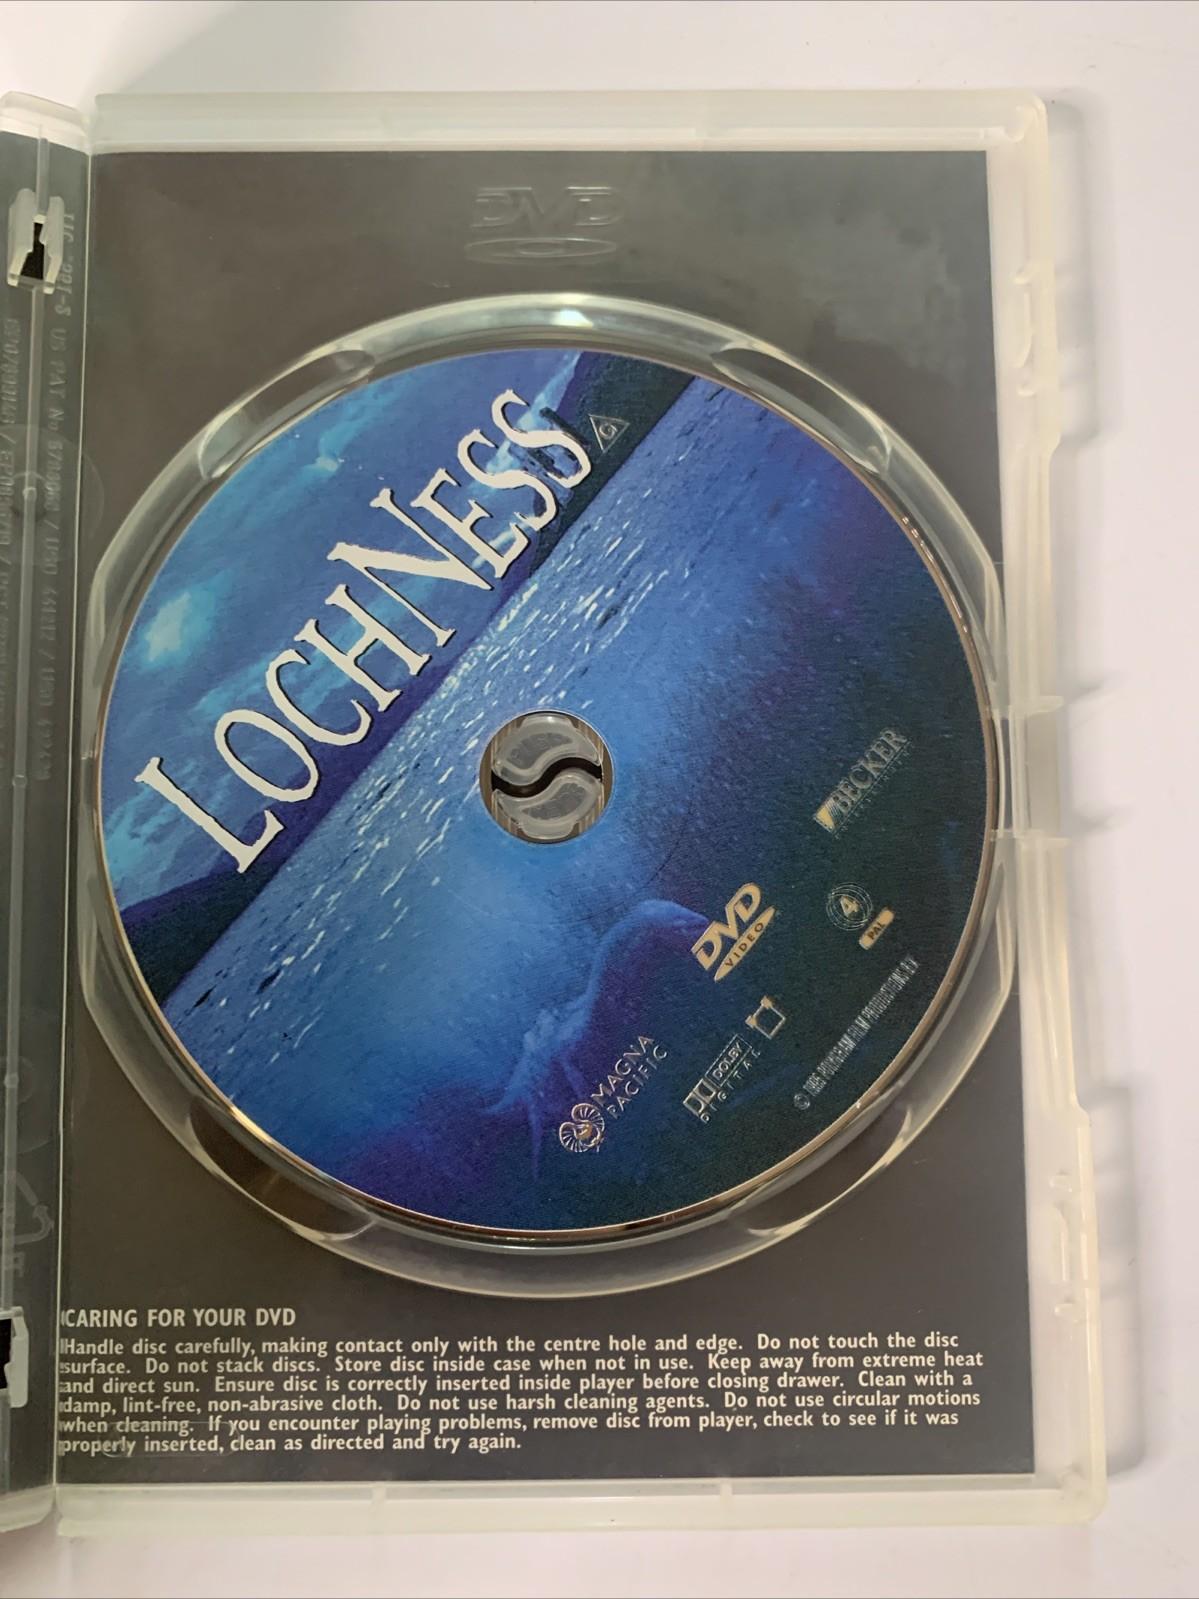 DVD
LOCHNESS
G
BECKER
4
PAL
DVD
VIDEO
MAGNA
PACIFIC
DOLBY
DIGITAL
CARING FOR YOUR DVD
Handle disc carefully, making contact only with the centre hole and edge. Do not touch the disc
surface. Do not stack discs. Store disc inside case when not in use. Keep away from extreme heat
and direct sun. Ensure disc is correctly inserted inside player before closing drawer. Clean with a
damp, lint-free, non-abrasive cloth. Do not use harsh cleaning agents. Do not use circular motions
when cleaning. If you encounter playing problems, remove disc from player, check to see if it was
properly inserted, clean as directed and try again.